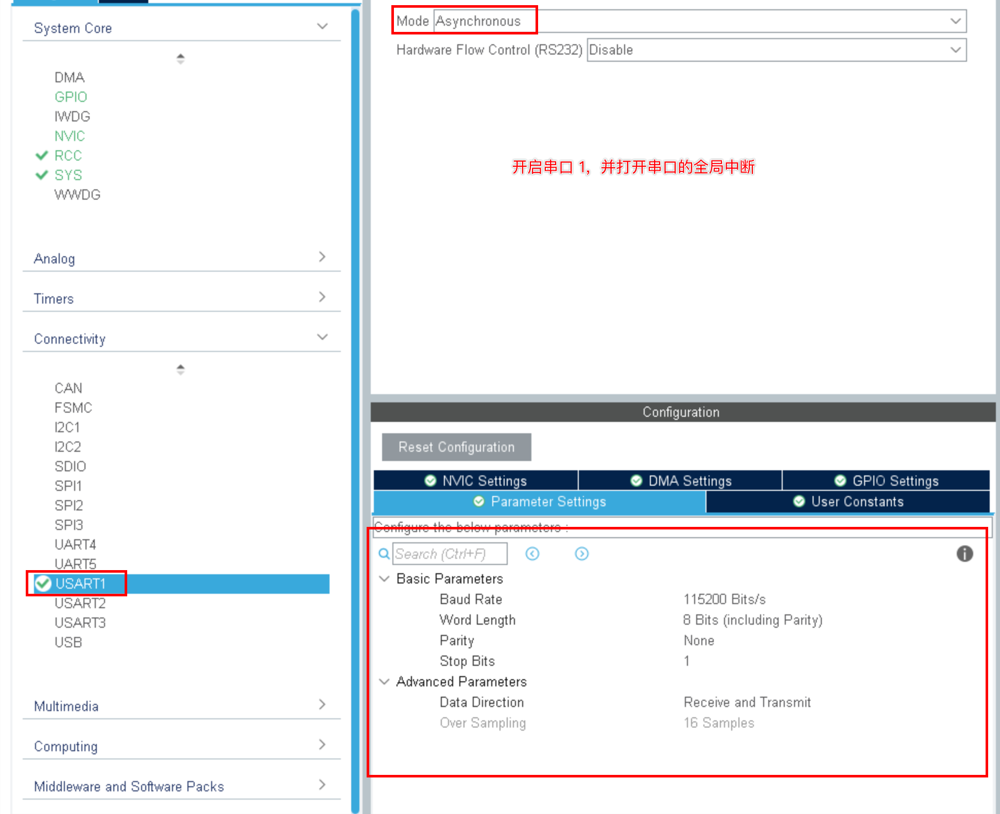 System Core
DMA
GPIO
IWDG
NVIC
RCC
SYS
WWDG
Analog
Timers
Connectivity
CAN
FSMC
I2C1
I2C2
SDIO
SPI1
SPI2
SPI3
UART4
UART5
USART1
USART2
USART3
USB
Multimedia
Computing
Middleware and Software Packs
Mode Asynchronous
Hardware Flow Control (RS232) Disable
开启串口 1，并打开串口的全局中断
Configuration
Reset Configuration
NVIC Settings DMA Settings GPIO Settings
Parameter Settings User Constants
Configure the below parameters :
Search (Ctrl+F)
Basic Parameters
Baud Rate 115200 Bits/s
Word Length 8 Bits (including Parity)
Parity None
Stop Bits 1
Advanced Parameters
Data Direction Receive and Transmit
Over Sampling 16 Samples